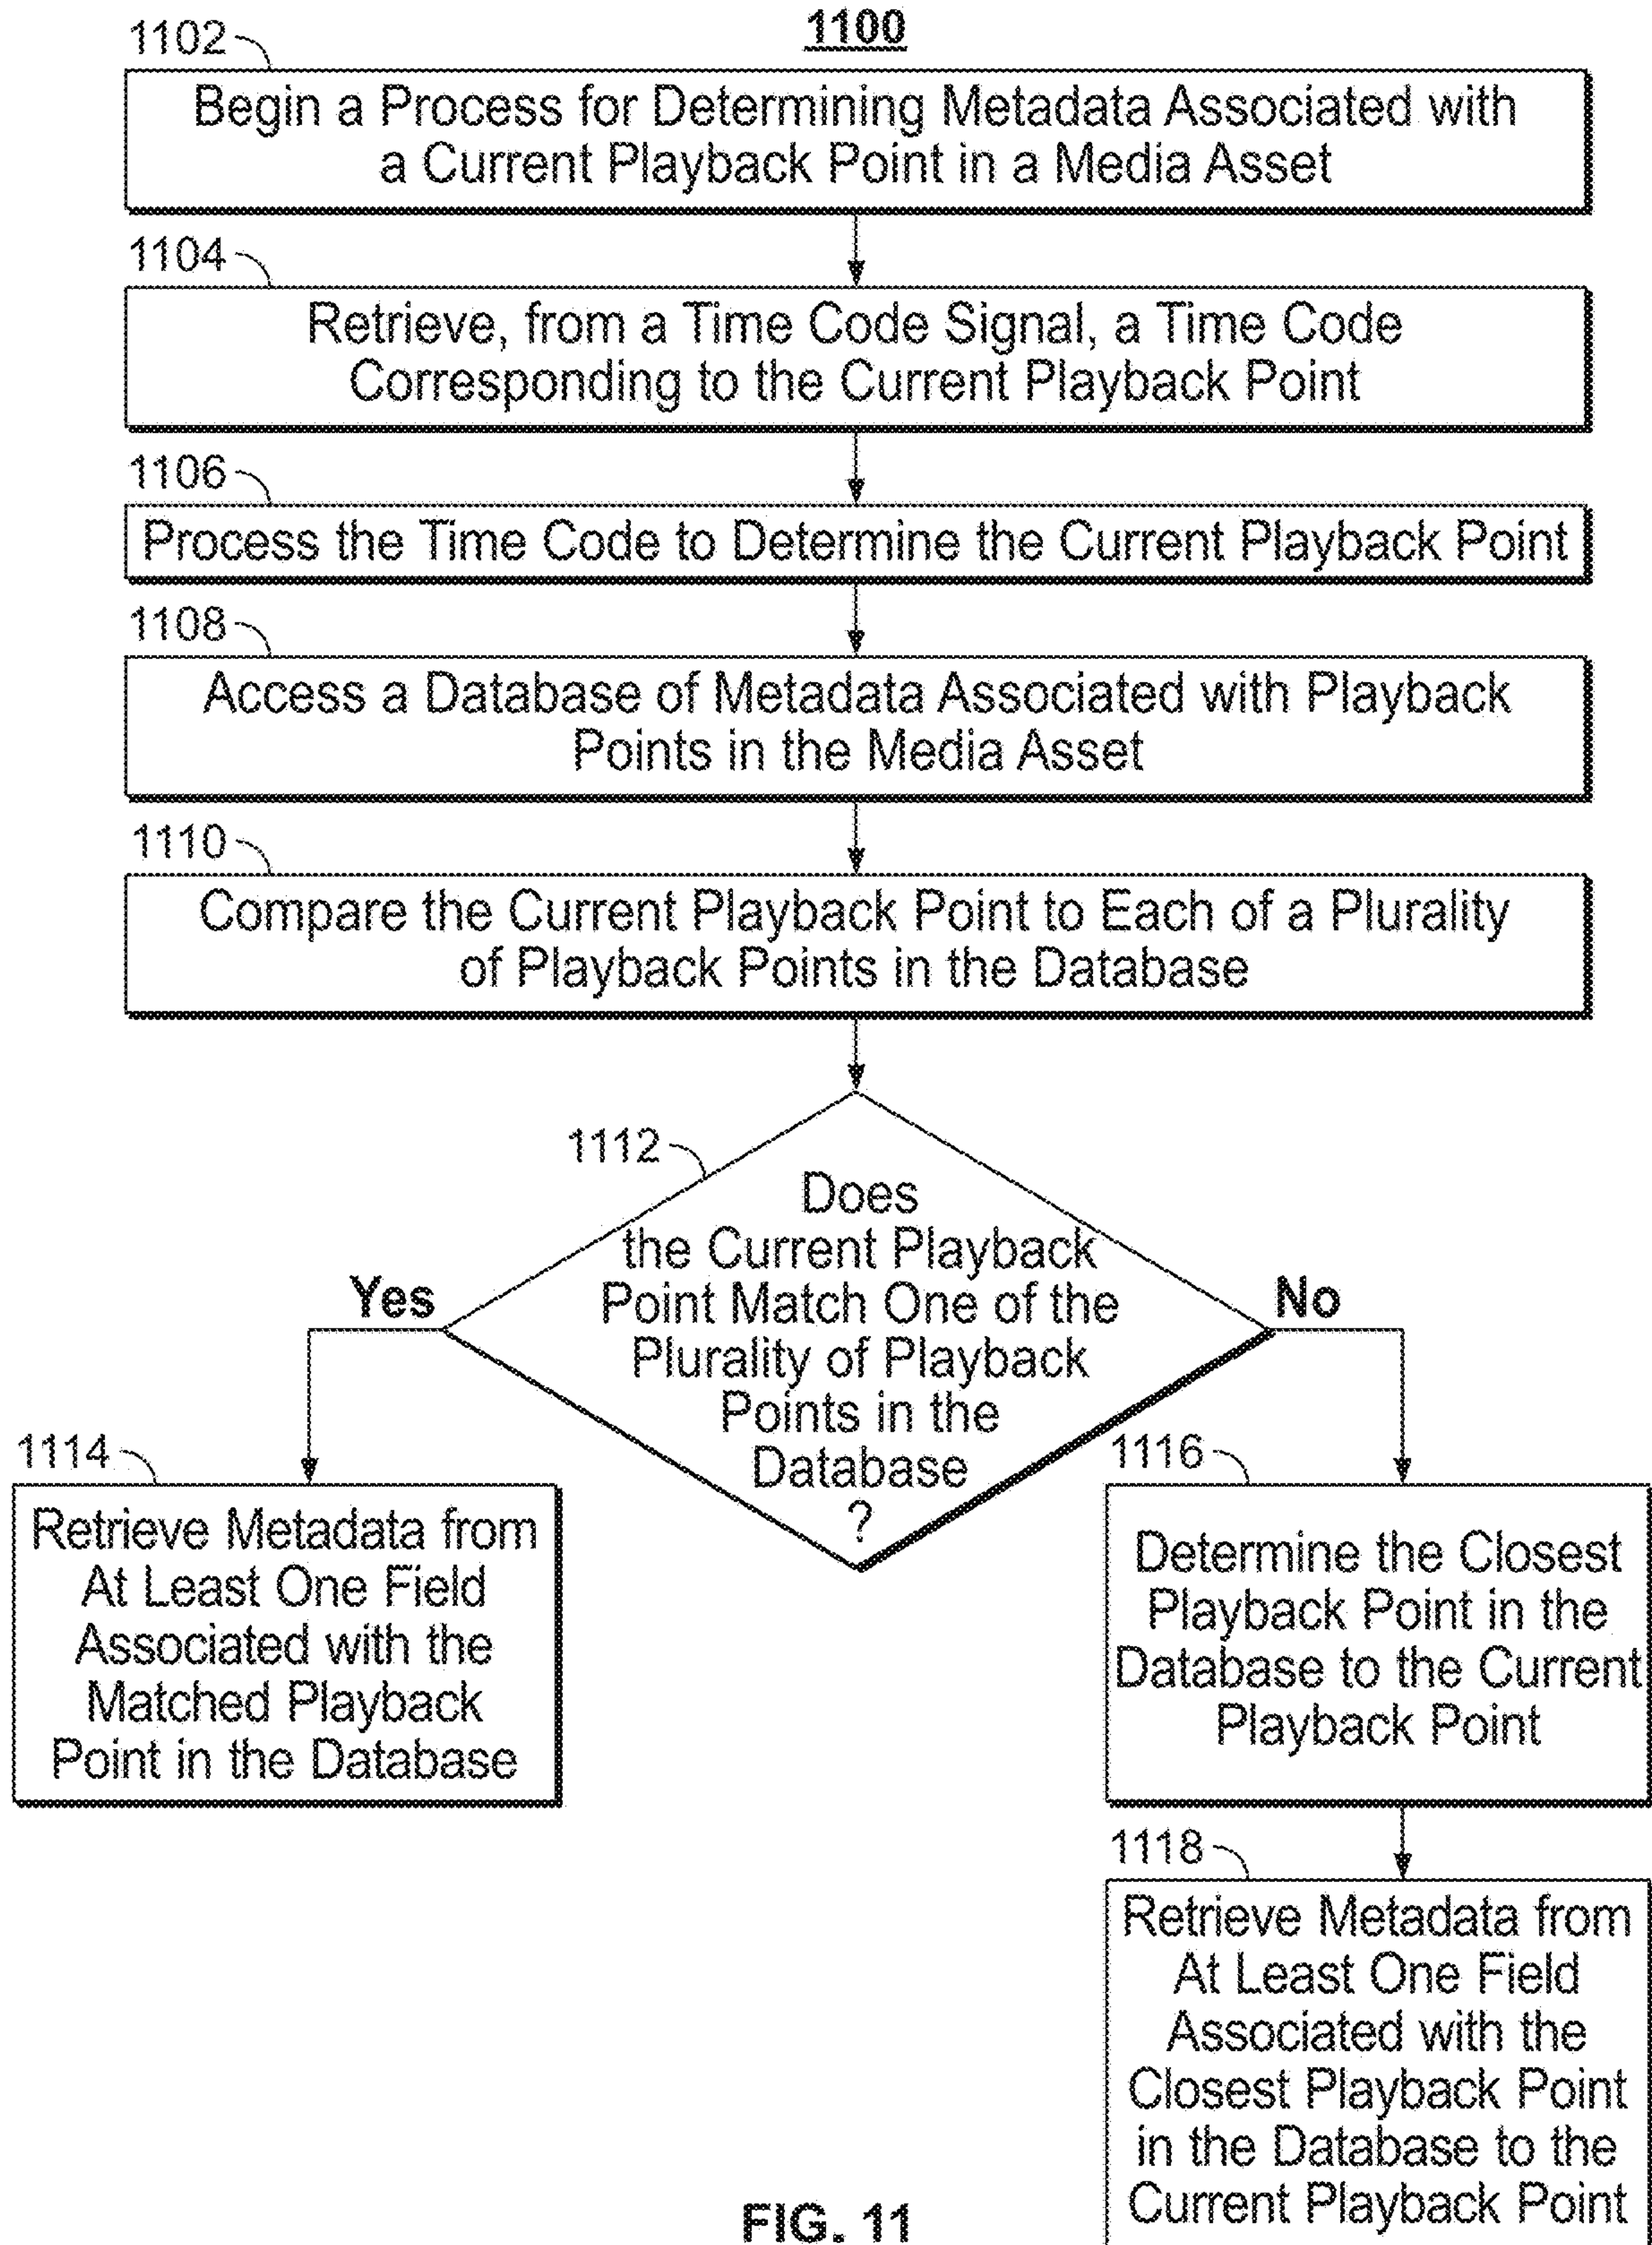 1100
1102
Begin a Process for Determining Metadata Associated with
a Current Playback Point in a Media Asset
1104
Retrieve, from a Time Code Signal, a Time Code
Corresponding to the Current Playback Point
1106
Process the Time Code to Determine the Current Playback Point
1108
Access a Database of Metadata Associated with Playback
Points in the Media Asset
1110
Compare the Current Playback Point to Each of a Plurality
of Playback Points in the Database
1112
Does
the Current Playback
Point Match One of the
Plurality of Playback
Points in the
Database
?
Yes
No
1114
Retrieve Metadata from
At Least One Field
Associated with the
Matched Playback
Point in the Database
1116
Determine the Closest
Playback Point in the
Database to the Current
Playback Point
1118
Retrieve Metadata from
At Least One Field
Associated with the
Closest Playback Point
in the Database to the
Current Playback Point
FIG. 11